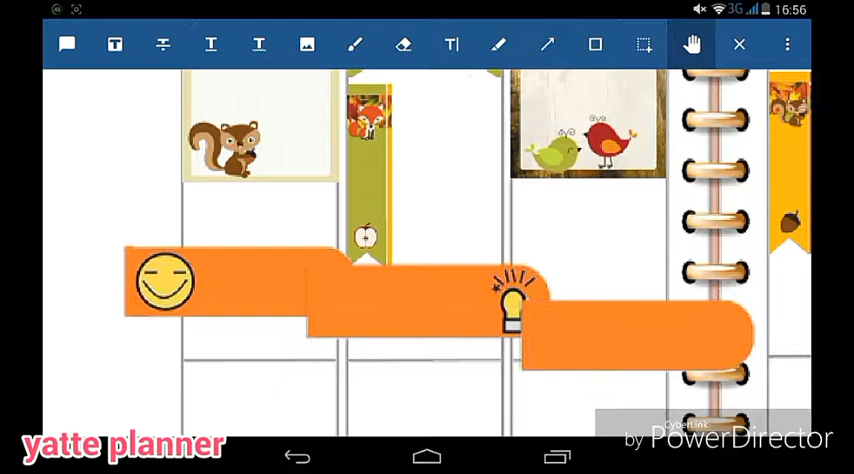 3G 16:56
T T T T T|
yatte planner
CyberLink
by PowerDirector